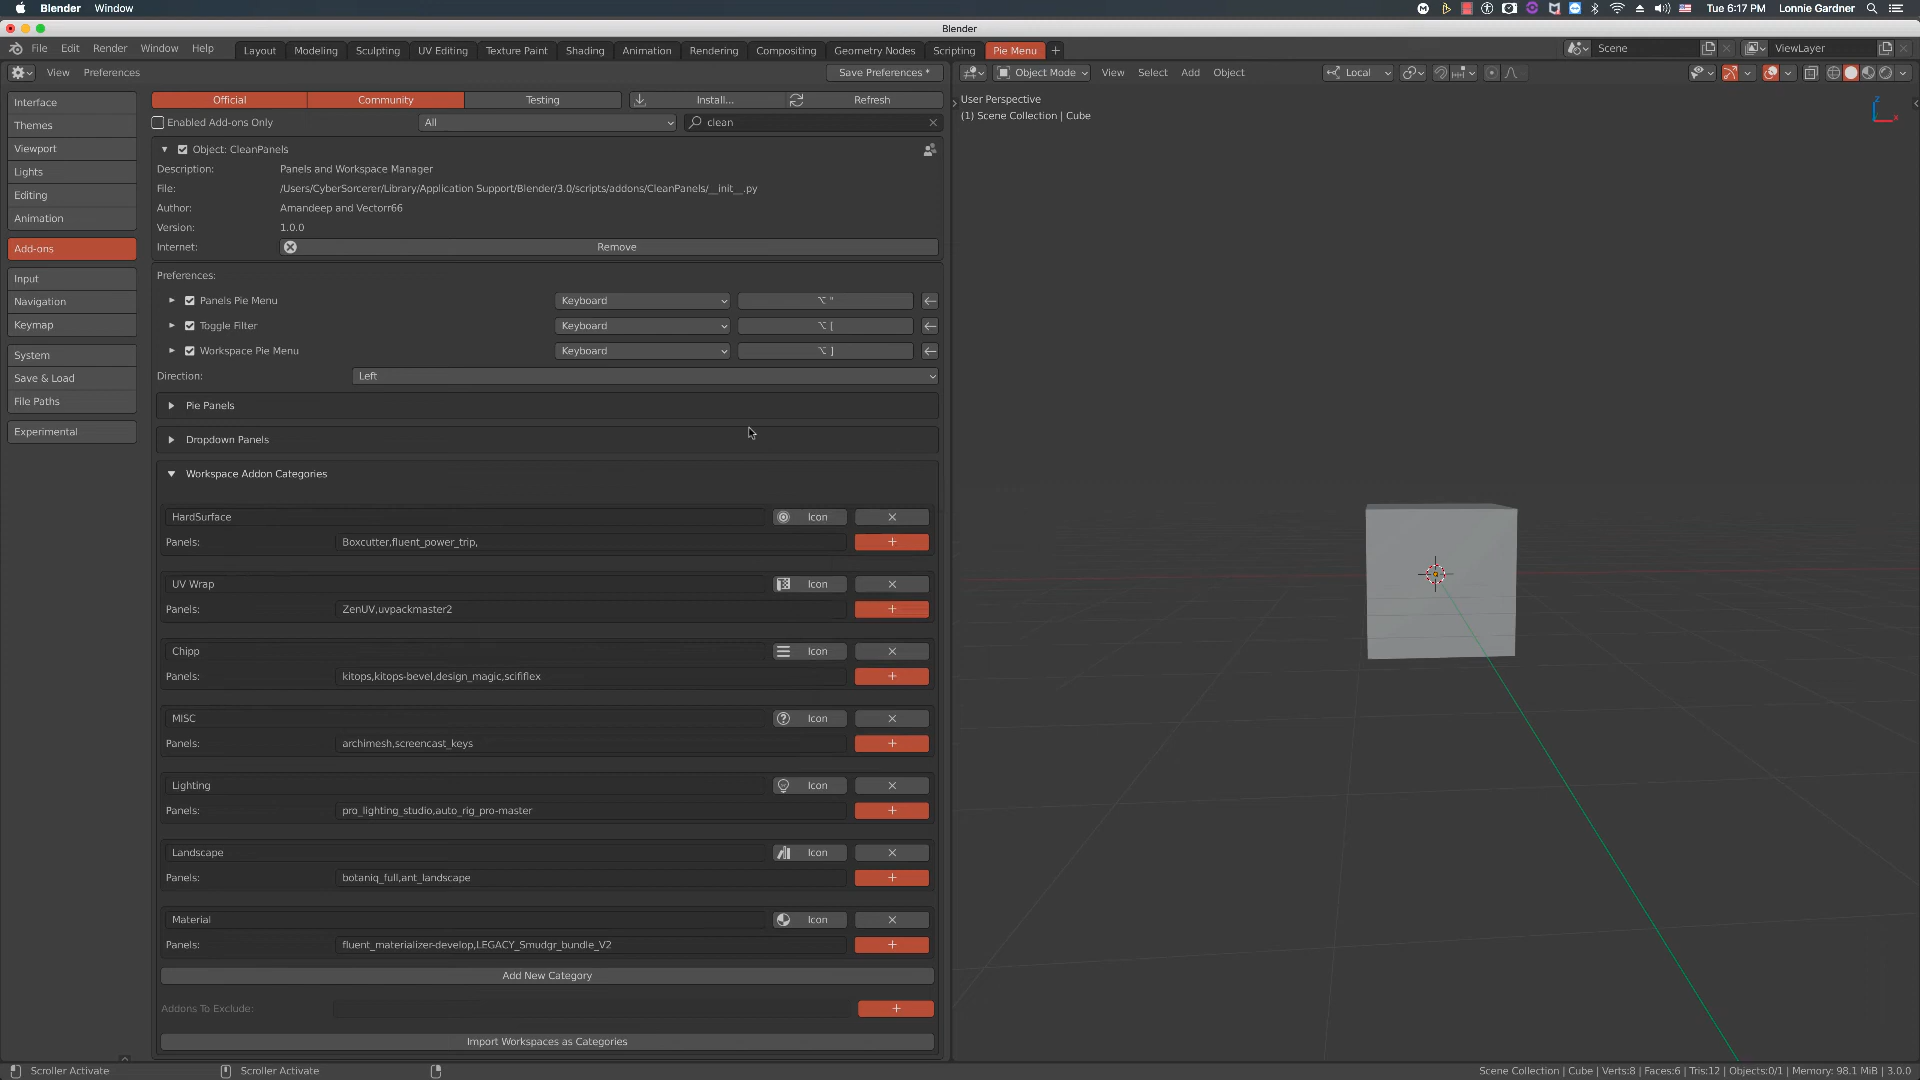 Blender Window Tue 6:17 PM Lonnie Gardner
Blender
File Edit Render Window Help Layout Modeling Sculpting UV Editing Texture Paint Shading Animation Rendering Compositing Geometry Nodes Scripting Pie Menu + Scene ViewLayer
View Preferences Save Preferences * Object Mode View Select Add Object Local
Interface
Themes
Viewport
Lights
Editing
Animation
Add-ons
Input
Navigation
Keymap
System
Save & Load
File Paths
Experimental
Official Community Testing Install... Refresh
Enabled Add-ons Only All clean
Object: CleanPanels
Description: Panels and Workspace Manager
File: /Users/CyberSorcerer/Library/Application Support/Blender/3.0/scripts/addons/CleanPanels/__init__.py
Author: Amandeep and Vectorr66
Version: 1.0.0
Internet: Remove
Preferences:
Panels Pie Menu Keyboard ⌥ "
Toggle Filter Keyboard ⌥ [
Workspace Pie Menu Keyboard ⌥ ]
Direction: Left
Pie Panels
Dropdown Panels
Workspace Addon Categories
HardSurface Icon
Panels: Boxcutter,fluent_power_trip, +
UV Wrap Icon
Panels: ZenUV,uvpackmaster2 +
Chipp Icon
Panels: kitops,kitops-bevel,design_magic,scififlex +
MISC Icon
Panels: archimesh,screencast_keys +
Lighting Icon
Panels: pro_lighting_studio,auto_rig_pro-master +
Landscape Icon
Panels: botaniq_full,ant_landscape +
Material Icon
Panels: fluent_materializer-develop,LEGACY_Smudgr_bundle_V2 +
Add New Category
Addons To Exclude: +
Import Workspaces as Categories
User Perspective
(1) Scene Collection | Cube
Z
X
Scroller Activate Scroller Activate Scene Collection | Cube | Verts:8 | Faces:6 | Tris:12 | Objects:0/1 | Memory: 98.1 MiB | 3.0.0